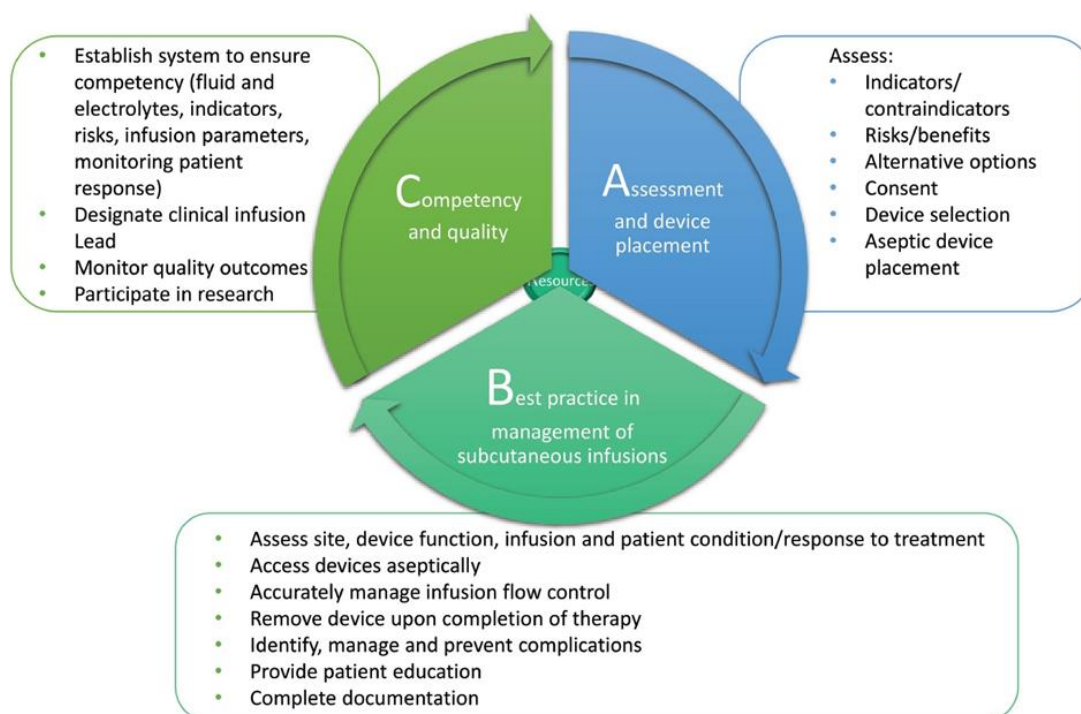 Establish system to ensure
competency (fluid and
electrolytes, indicators,
risks, infusion parameters,
monitoring patient
response)
Designate clinical infusion
Lead
Monitor quality outcomes
Participate in research
Competency
and quality
Assessment
and device
placement
Assess:
Indicators/
contraindicators
Risks/benefits
Alternative options
Consent
Device selection
Aseptic device
placement
Resources
Best practice in
management of
subcutaneous infusions
Assess site, device function, infusion and patient condition/response to treatment
Access devices aseptically
Accurately manage infusion flow control
Remove device upon completion of therapy
Identify, manage and prevent complications
Provide patient education
Complete documentation